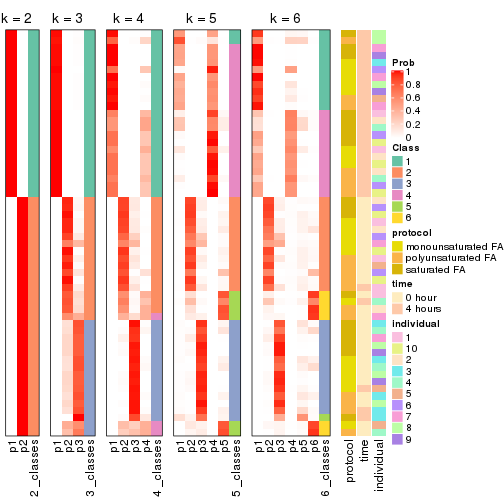 k = 2
k = 3
k = 4
k = 5
k = 6
p1
p2
2_classes
p1
p2
p3
3_classes
p1
p2
p3
p4
4_classes
p1
p2
p3
p4
p5
5_classes
p1
p2
p3
p4
p5
p6
6_classes
protocol
time
individual
Prob
1
0.8
0.6
0.4
0.2
0
Class
1
2
3
4
5
6
protocol
monounsaturated FA
polyunsaturated FA
saturated FA
time
0 hour
4 hours
individual
1
10
2
3
4
5
6
7
8
9